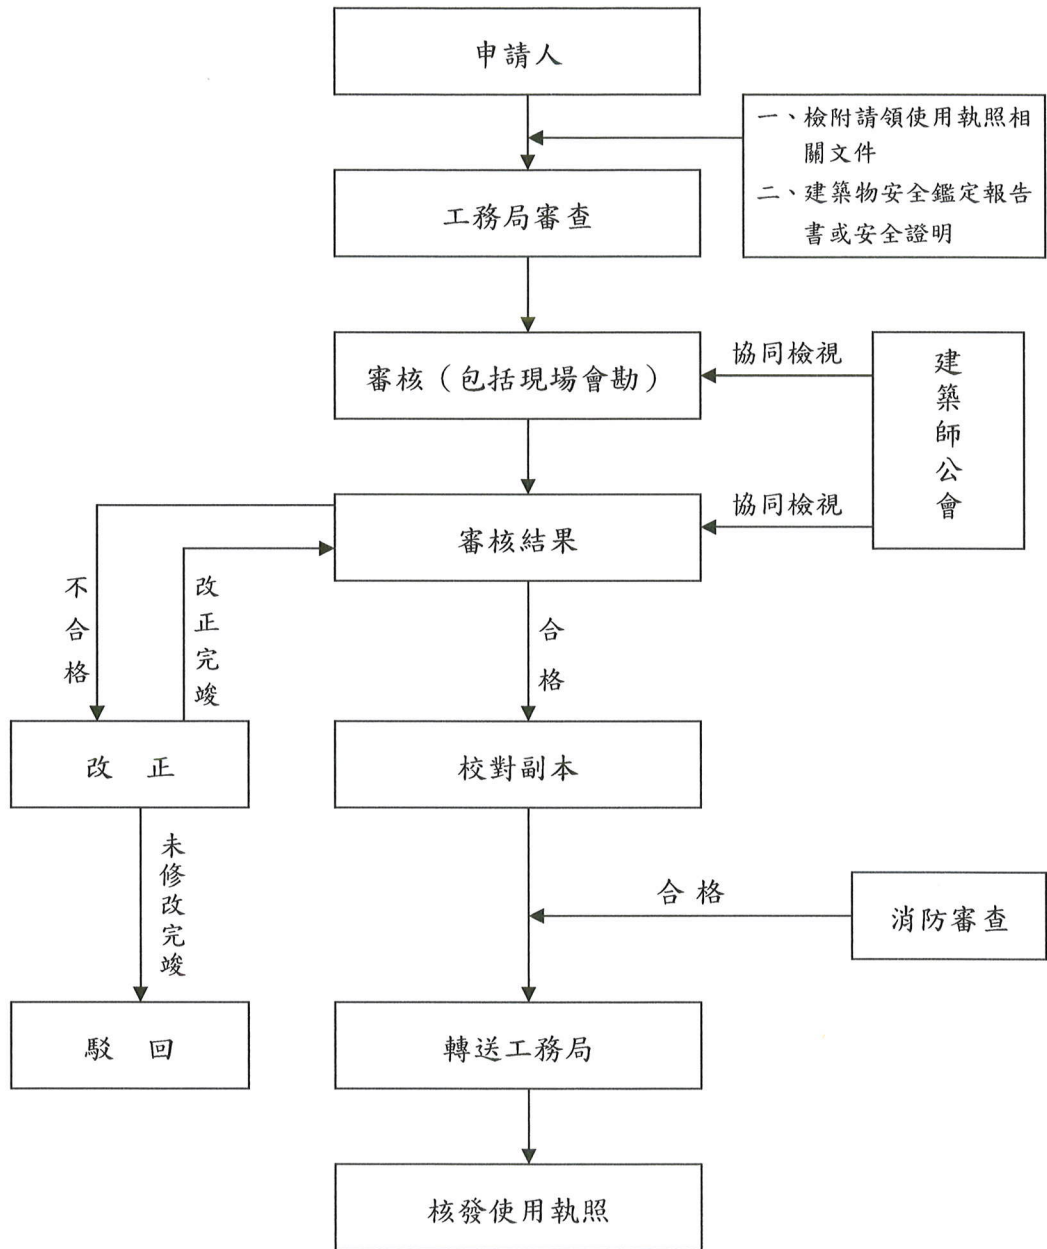 申請人
一、檢附請領使用執照相
關文件
二、建築物安全鑑定報告
書或安全證明
工務局審查
審核（包括現場會勘）
協同檢視
建築師公會
審核結果
協同檢視
不合格
改正完竣
合格
改　正
校對副本
未修改完竣
合 格
消防審查
駁　回
轉送工務局
核發使用執照